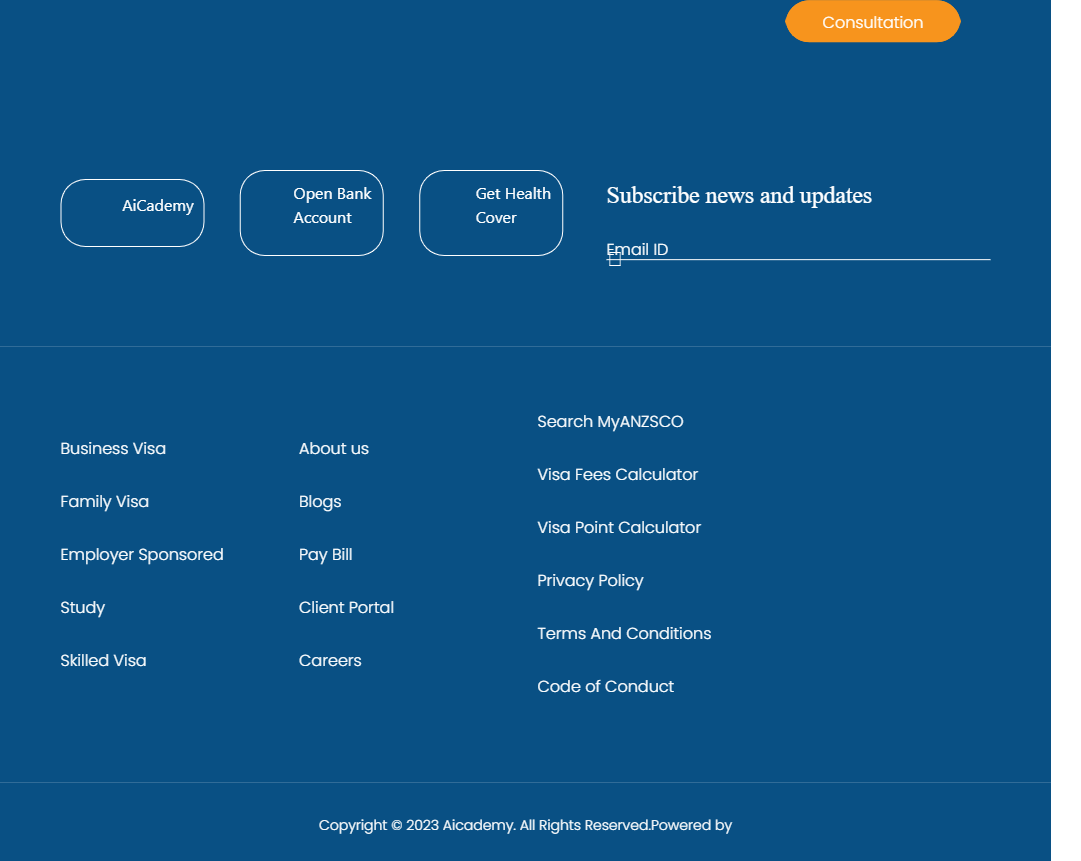 Consultation
AiCademy
Open Bank
Account
Get Health
Cover
Subscribe news and updates
Email ID
Business Visa
Family Visa
Employer Sponsored
Study
Skilled Visa
About us
Blogs
Pay Bill
Client Portal
Careers
Search MyANZSCO
Visa Fees Calculator
Visa Point Calculator
Privacy Policy
Terms And Conditions
Code of Conduct
Copyright © 2023 Aicademy. All Rights Reserved.Powered by